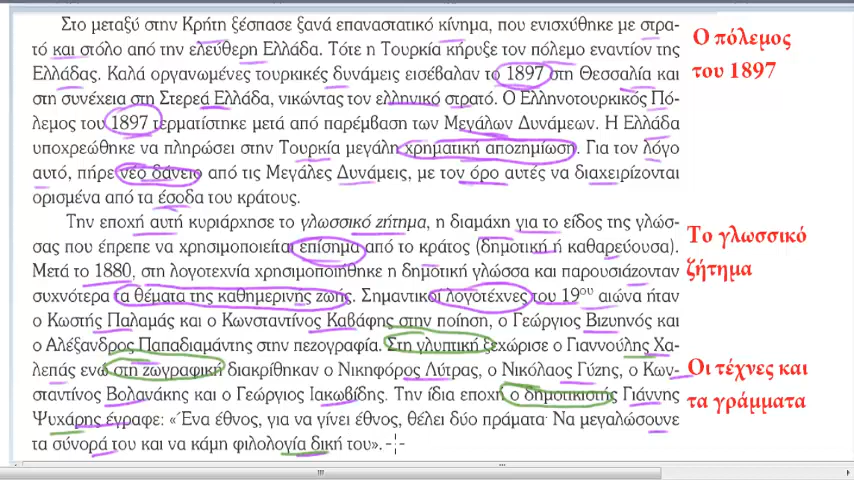 Στο μεταξύ στην Κρήτη ξέσπασε ξανά επαναστατικό κίνημα, που ενισχύθηκε με στρα-
τό και στόλο από την ελεύθερη Ελλάδα. Τότε η Τουρκία κήρυξε τον πόλεμο εναντίον της
Ελλάδας. Καλά οργανωμένες τουρκικές δυνάμεις εισέβαλαν το 1897 στη Θεσσαλία και
στη συνέχεια στη Στερεά Ελλάδα, νικώντας τον ελληνικό στρατό. Ο Ελληνοτουρκικός Πό-
λεμος του 1897 τερματίστηκε μετά από παρέμβαση των Μεγάλων Δυνάμεων. Η Ελλάδα
υποχρεώθηκε να πληρώσει στην Τουρκία μεγάλη χρηματική αποζημίωση. Για τον λόγο
αυτό, πήρε νέο δάνειο από τις Μεγάλες Δυνάμεις, με τον όρο αυτές να διαχειρίζονται
ορισμένα από τα έσοδα του κράτους.
Την εποχή αυτή κυριάρχησε το γλωσσικό ζήτημα, η διαμάχη για το είδος της γλώσ-
σας που έπρεπε να χρησιμοποιείται επίσημα από το κράτος (δημοτική ή καθαρεύουσα).
Μετά το 1880, στη λογοτεχνία χρησιμοποιήθηκε η δημοτική γλώσσα και παρουσιάζονταν
συχνότερα τα θέματα της καθημερινής ζωής. Σημαντικοί λογοτέχνες του 19ου αιώνα ήταν
ο Κωστής Παλαμάς και ο Κωνσταντίνος Καβάφης στην ποίηση, ο Γεώργιος Βιζυηνός και
ο Αλέξανδρος Παπαδιαμάντης στην πεζογραφία. Στη γλυπτική ξεχώρισε ο Γιαννούλης Χα-
λεπάς ενώ στη ζωγραφική διακρίθηκαν ο Νικηφόρος Λύτρας, ο Νικόλαος Γύζης, ο Κων-
σταντίνος Βολανάκης και ο Γεώργιος Ιακωβίδης. Την ίδια εποχή ο δημοτικιστής Γιάννης
Ψυχάρης έγραφε: «Ένα έθνος, για να γίνει έθνος, θέλει δύο πράματα· Να μεγαλώσουνε
τα σύνορά του και να κάμη φιλολογία δική του».
Ο πόλεμος
του 1897
Το γλωσσικό
ζήτημα
Οι τέχνες και
τα γράμματα